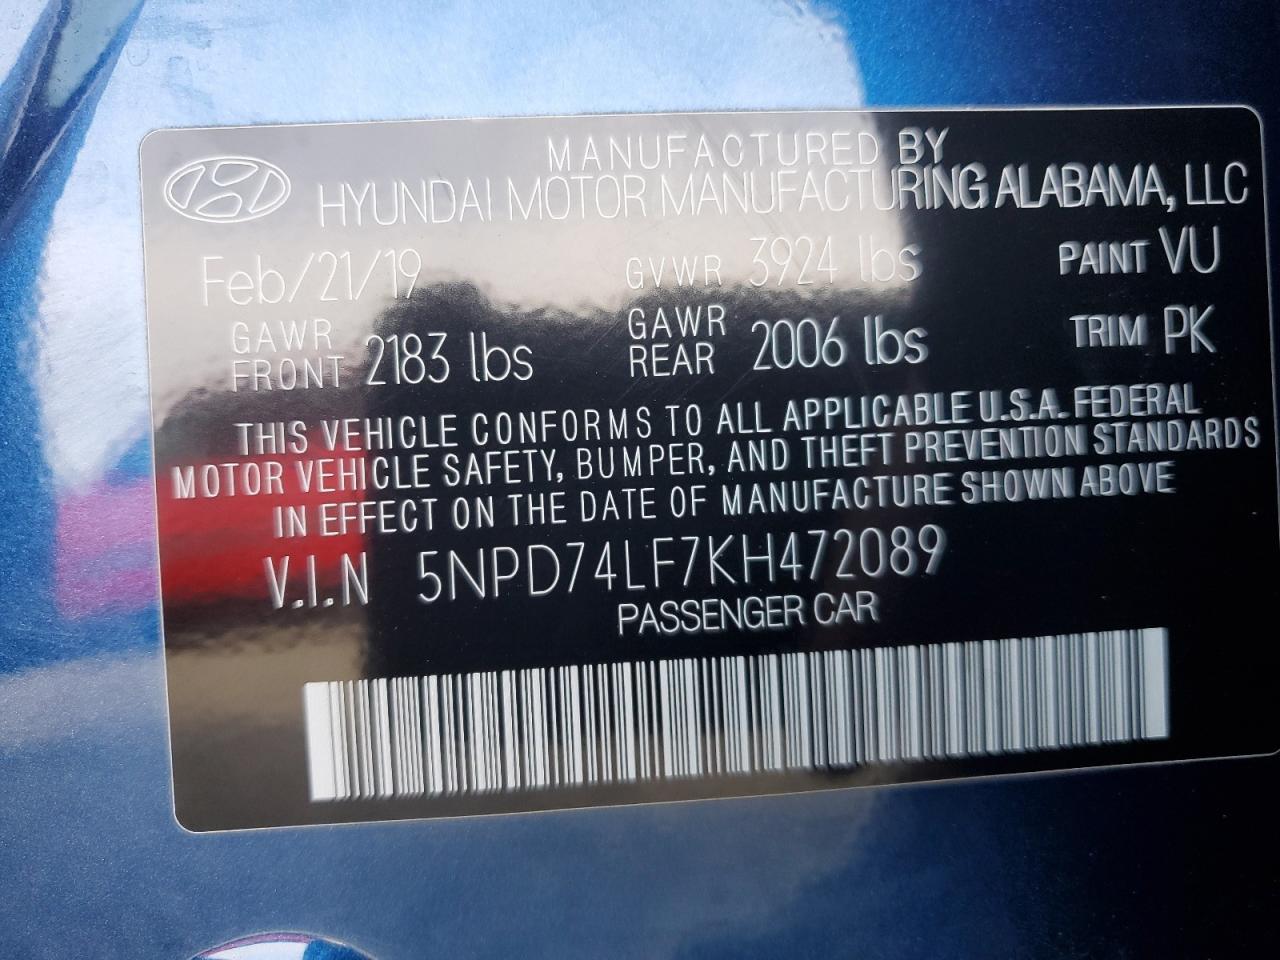 MANUFACTURED BY
HYUNDAI MOTOR MANUFACTURING ALABAMA, LLC
Feb/21/19 GVWR 3924 lbs PAINT VU
GAWR FRONT 2183 lbs GAWR REAR 2006 lbs TRIM PK
THIS VEHICLE CONFORMS TO ALL APPLICABLE U.S.A. FEDERAL
MOTOR VEHICLE SAFETY, BUMPER, AND THEFT PREVENTION STANDARDS
IN EFFECT ON THE DATE OF MANUFACTURE SHOWN ABOVE
V.I.N 5NPD74LF7KH472089
PASSENGER CAR